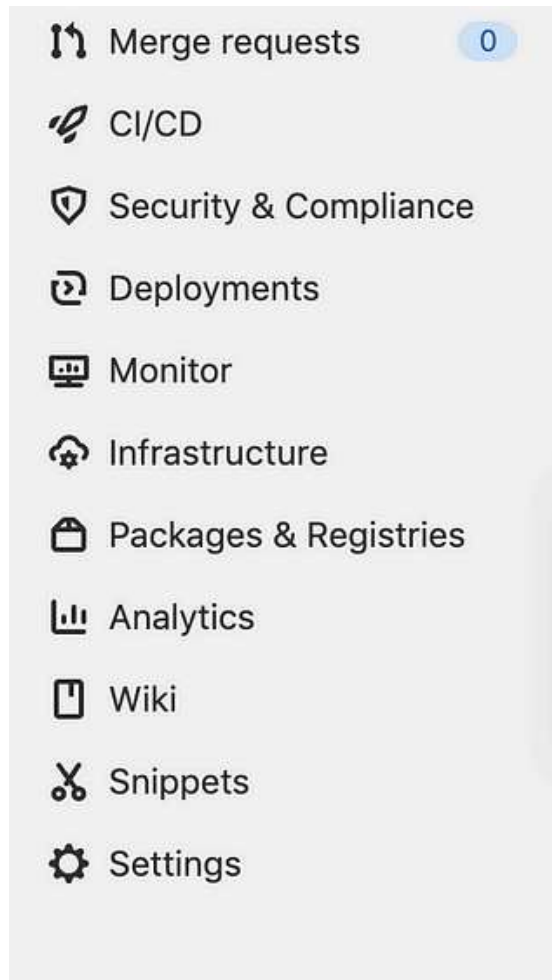 Merge requests 0
CI/CD
Security & Compliance
Deployments
Monitor
Infrastructure
Packages & Registries
Analytics
Wiki
Snippets
Settings